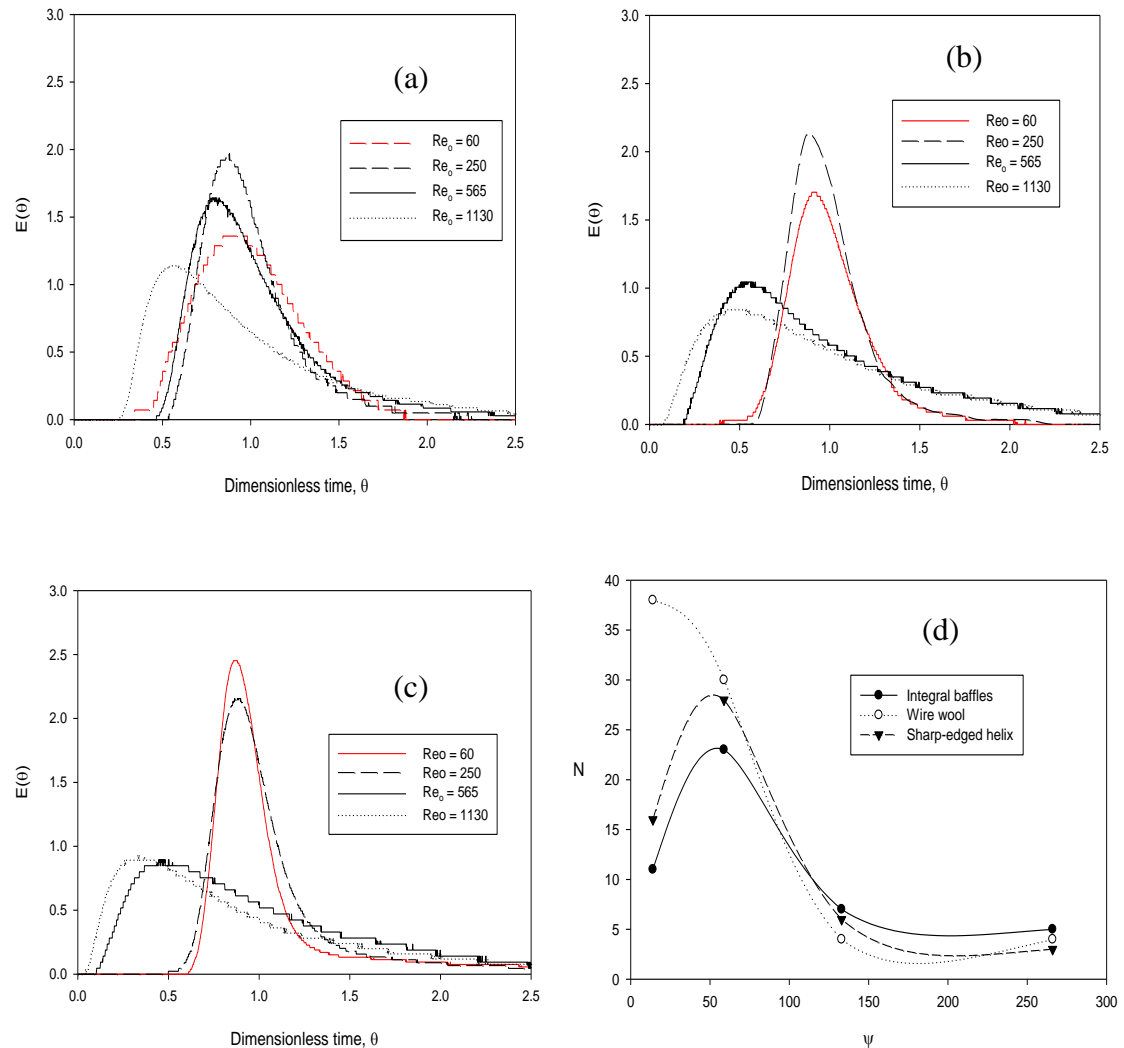 (a)
3.0
2.5
2.0
1.5
1.0
0.5
0.0
E(θ)
Reo = 60
Reo = 250
Reo = 565
Reo = 1130
0.0 0.5 1.0 1.5 2.0 2.5
Dimensionless time, θ
(b)
3.0
2.5
2.0
1.5
1.0
0.5
0.0
E(θ)
Reo = 60
Reo = 250
Reo = 565
Reo = 1130
0.0 0.5 1.0 1.5 2.0 2.5
Dimensionless time, θ
(c)
3.0
2.5
2.0
1.5
1.0
0.5
0.0
E(θ)
Reo = 60
Reo = 250
Reo = 565
Reo = 1130
0.0 0.5 1.0 1.5 2.0 2.5
Dimensionless time, θ
(d)
40
35
30
25
20
15
10
5
0
N
Integral baffles
Wire wool
Sharp-edged helix
0 50 100 150 200 250 300
ψ